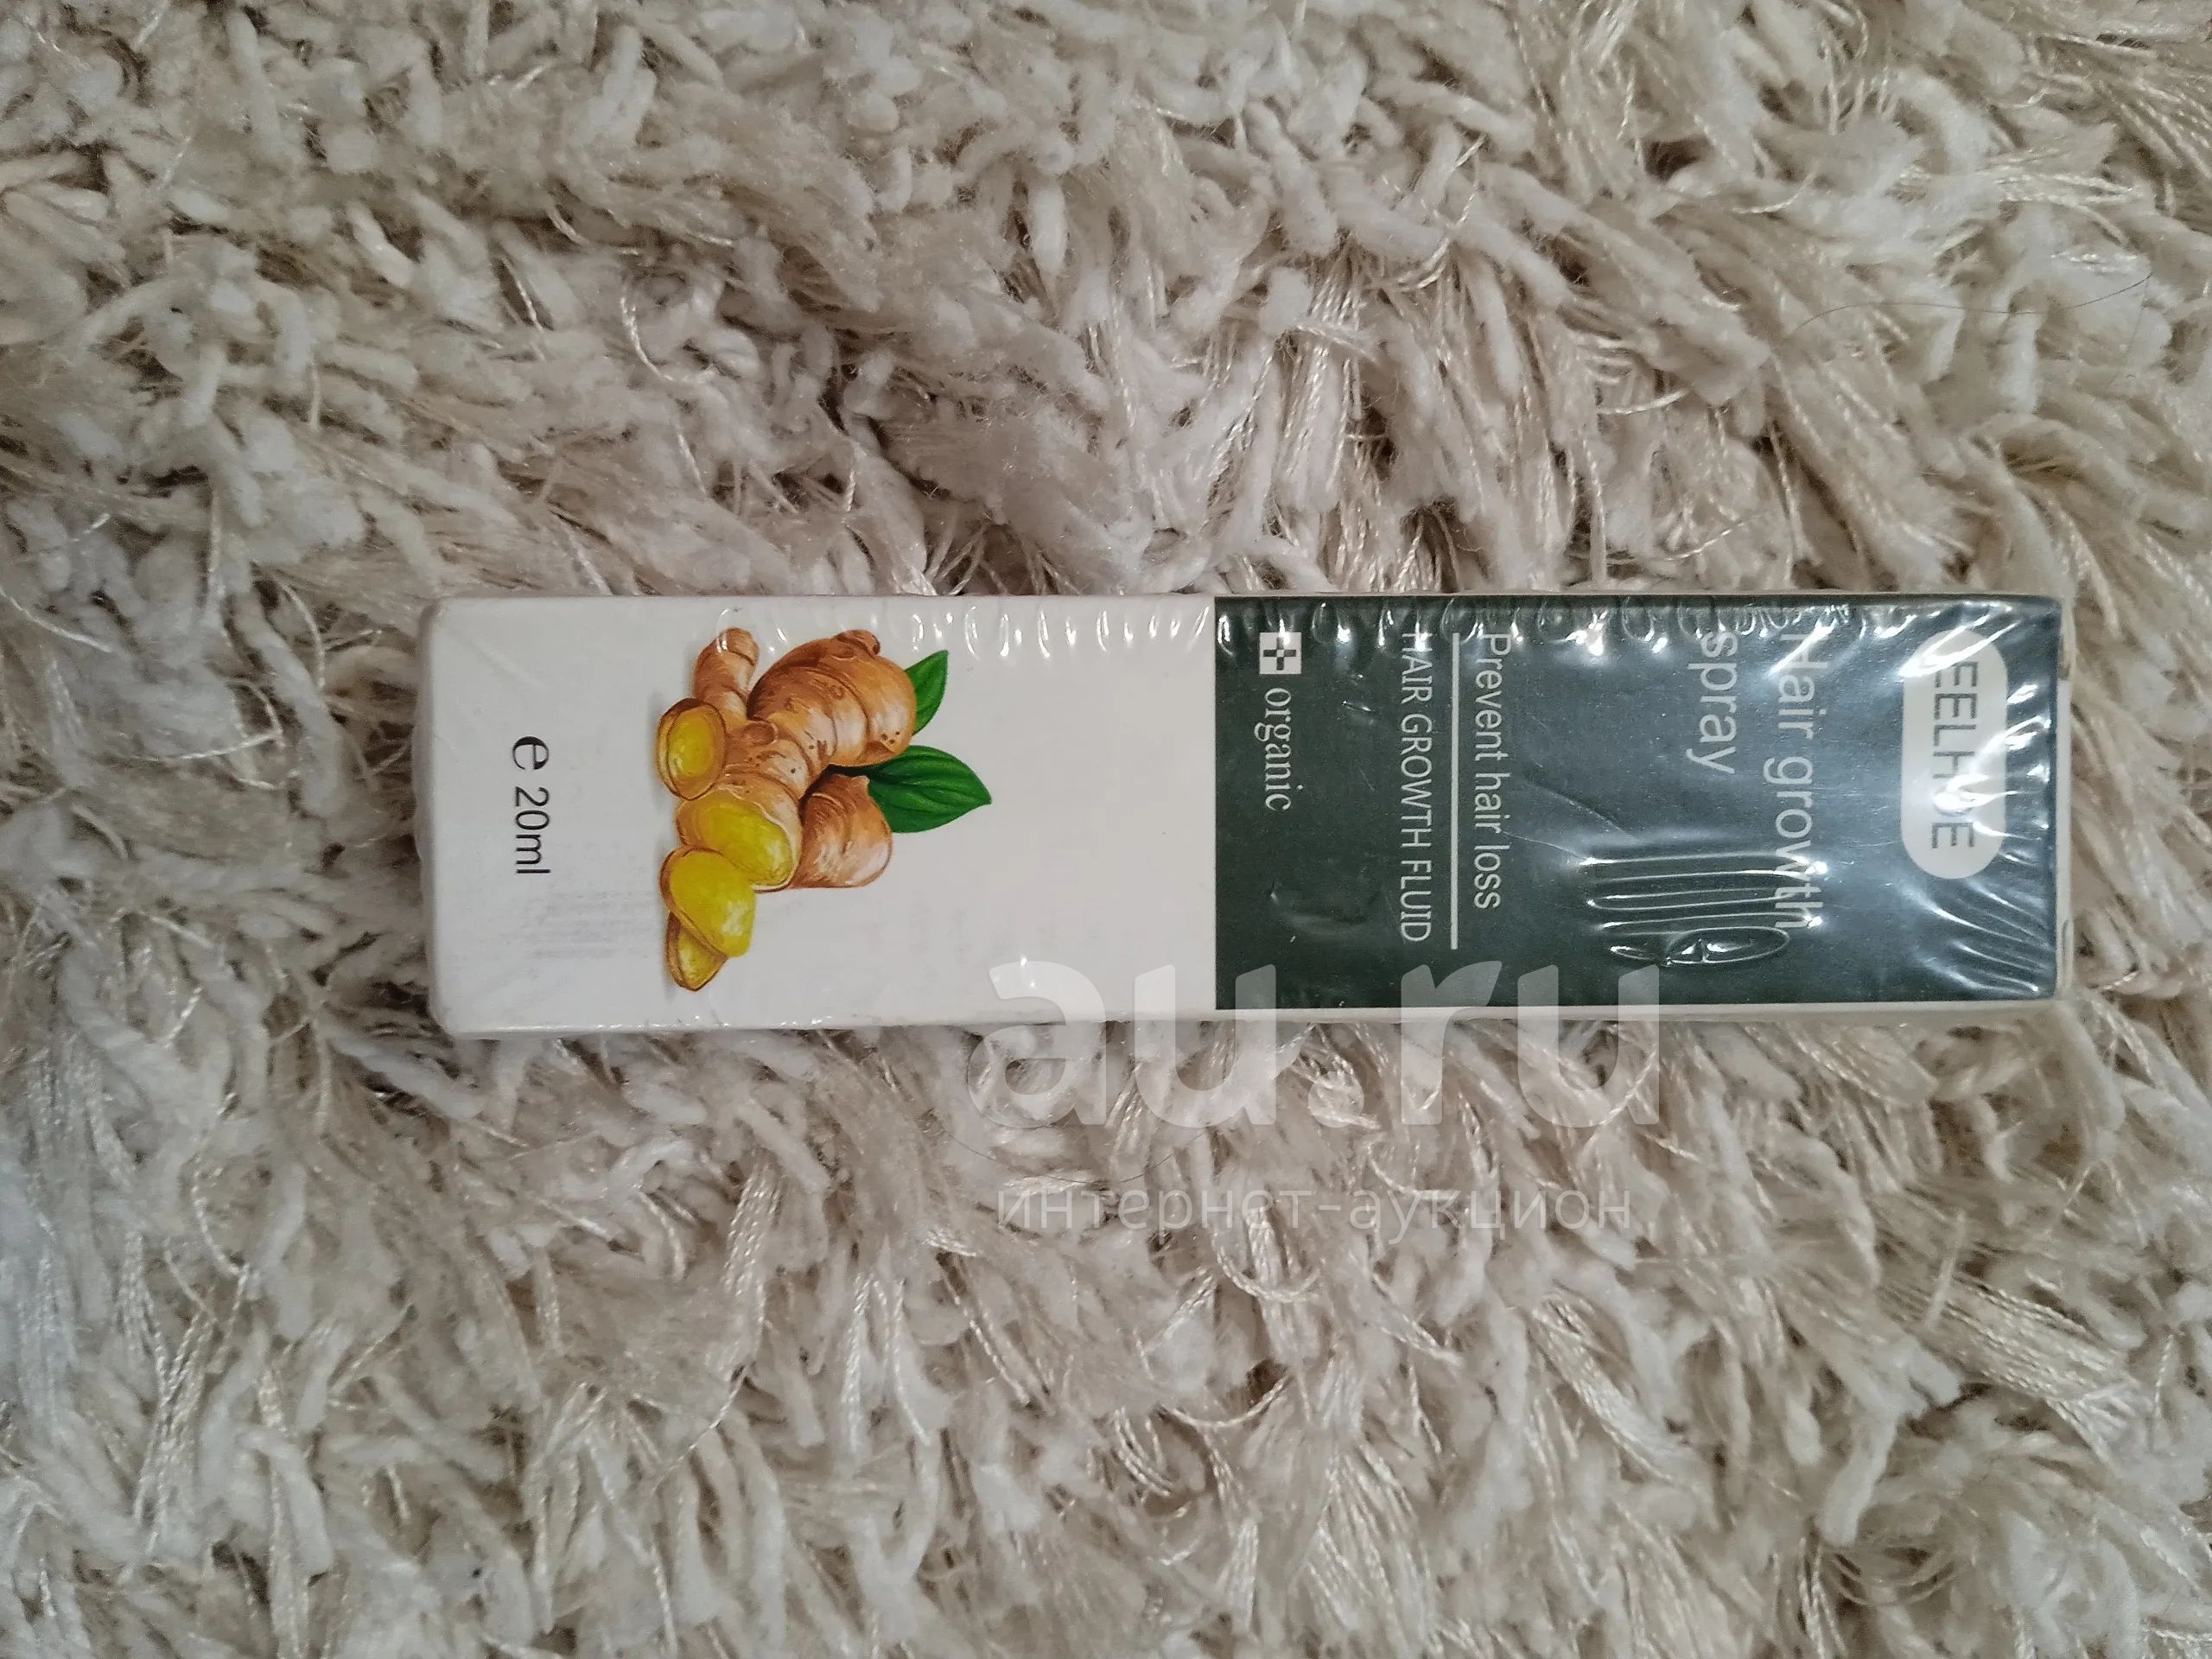 EELHOE
Hair growth
spray
Prevent hair loss
HAIR GROWTH FLUID
organic
e 20ml
au.ru
интернет-аукцион